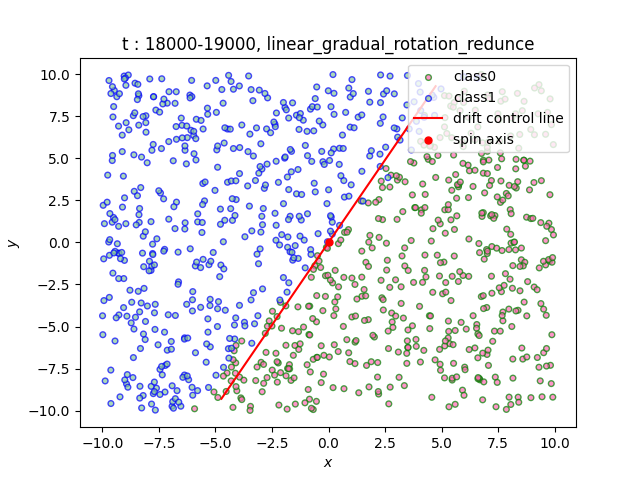 t : 18000-19000, linear_gradual_rotation_redunce
class0
class1
drift control line
spin axis
10.0
7.5
5.0
2.5
0.0
−2.5
−5.0
−7.5
−10.0
y
−10.0 −7.5 −5.0 −2.5 0.0 2.5 5.0 7.5 10.0
x